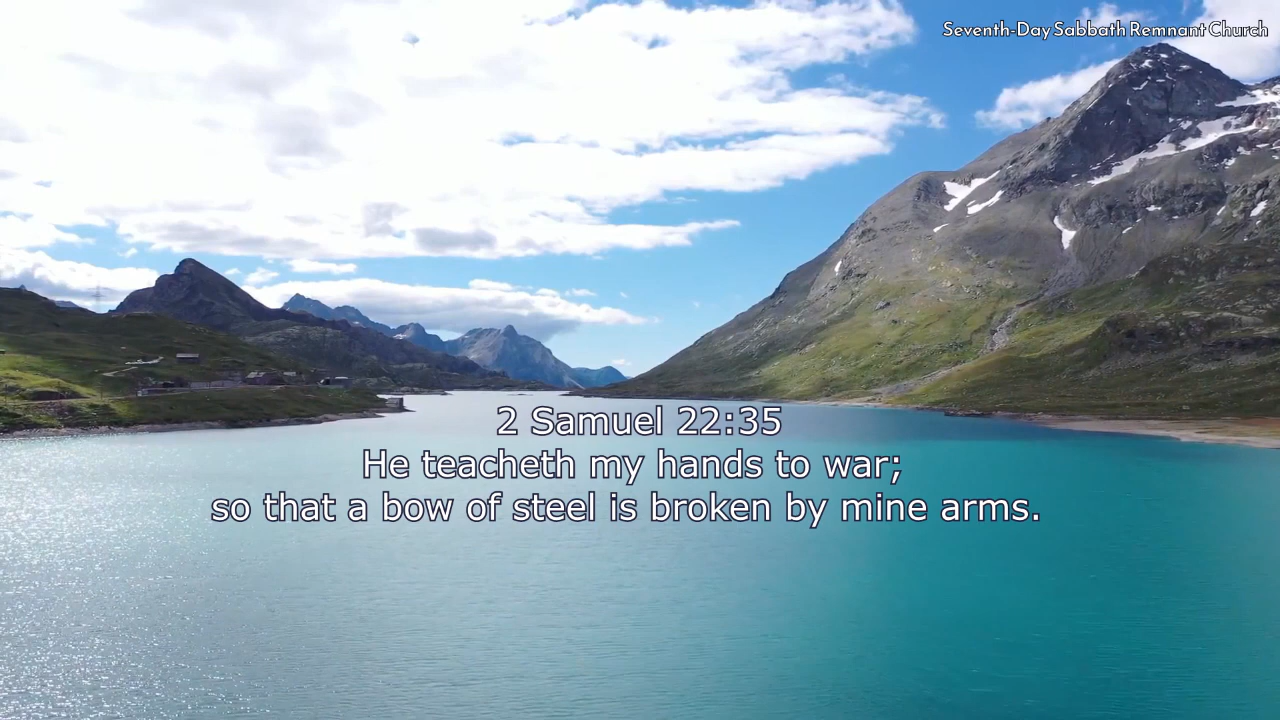 Seventh-Day Sabbath Remnant Church
2 Samuel 22:35
He teacheth my hands to war;
so that a bow of steel is broken by mine arms.